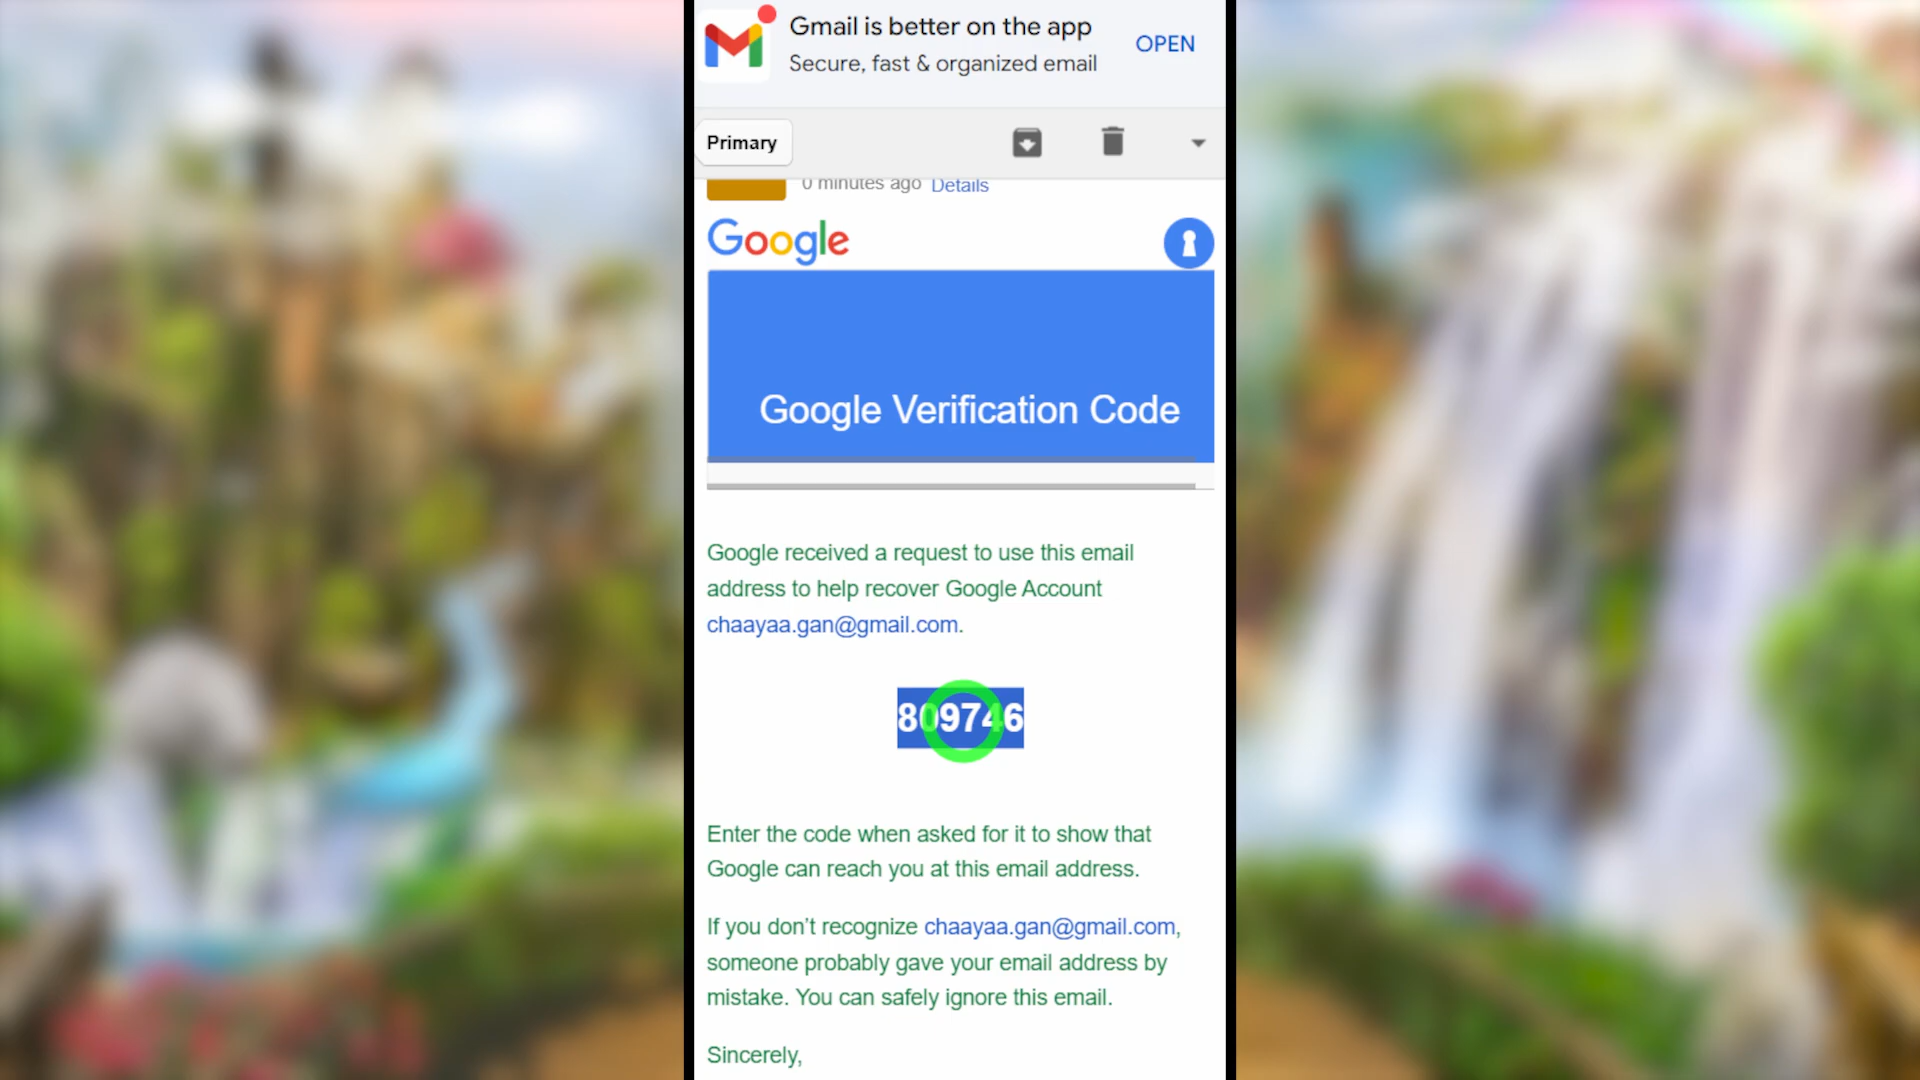 Gmail is better on the app
Secure, fast & organized email
OPEN
Primary
0 minutes ago Details
Google
Google Verification Code
Google received a request to use this email
address to help recover Google Account
chaayaa.gan@gmail.com.
809746
Enter the code when asked for it to show that
Google can reach you at this email address.
If you don’t recognize chaayaa.gan@gmail.com,
someone probably gave your email address by
mistake. You can safely ignore this email.
Sincerely,